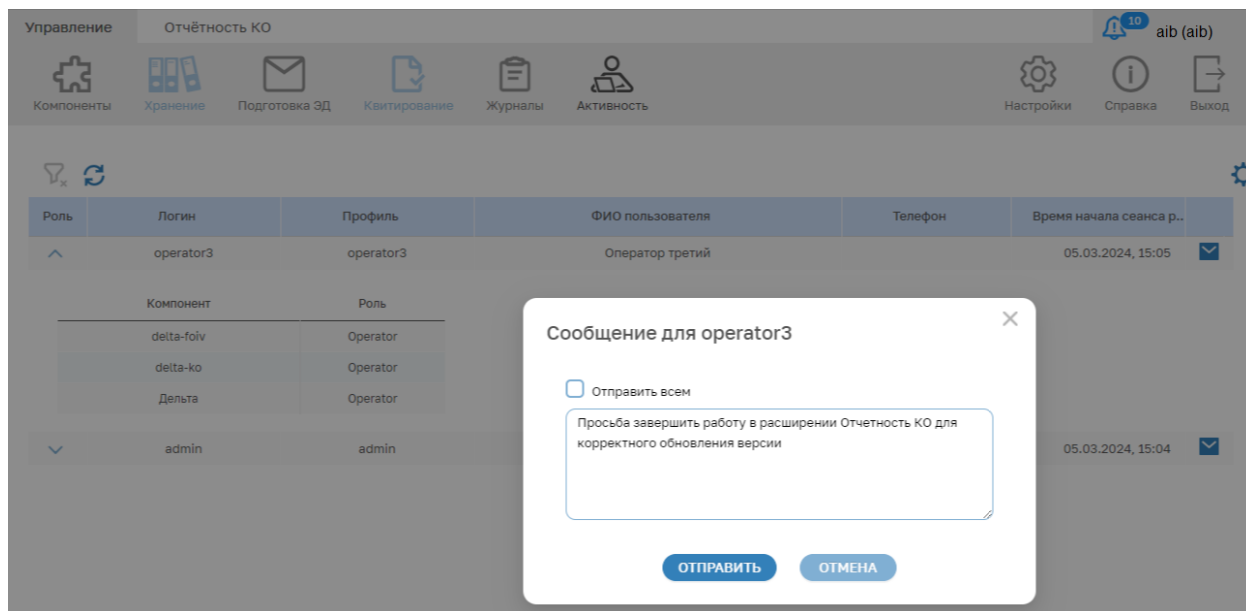 Управление Отчётность КО 10 aib (aib)
Компоненты Хранение Подготовка ЭД Квитирование Журналы Активность Настройки Справка Выход
Роль Логин Профиль ФИО пользователя Телефон Время начала сеанса р..
operator3 operator3 Оператор третий 05.03.2024, 15:05
Компонент Роль
delta-foiv Operator
delta-ko Operator
Дельта Operator
admin admin 05.03.2024, 15:04
Сообщение для operator3
Отправить всем
Просьба завершить работу в расширении Отчетность КО для
корректного обновления версии
ОТПРАВИТЬ ОТМЕНА